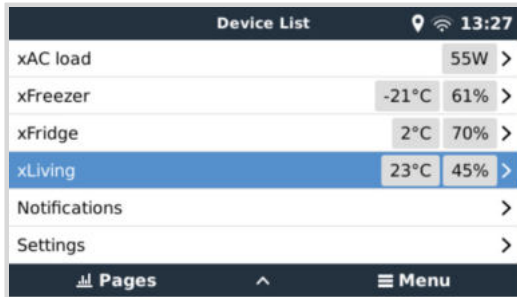 Device List 13:27
xAC load 55W
xFreezer -21°C 61%
xFridge 2°C 70%
xLiving 23°C 45%
Notifications
Settings
Pages Menu